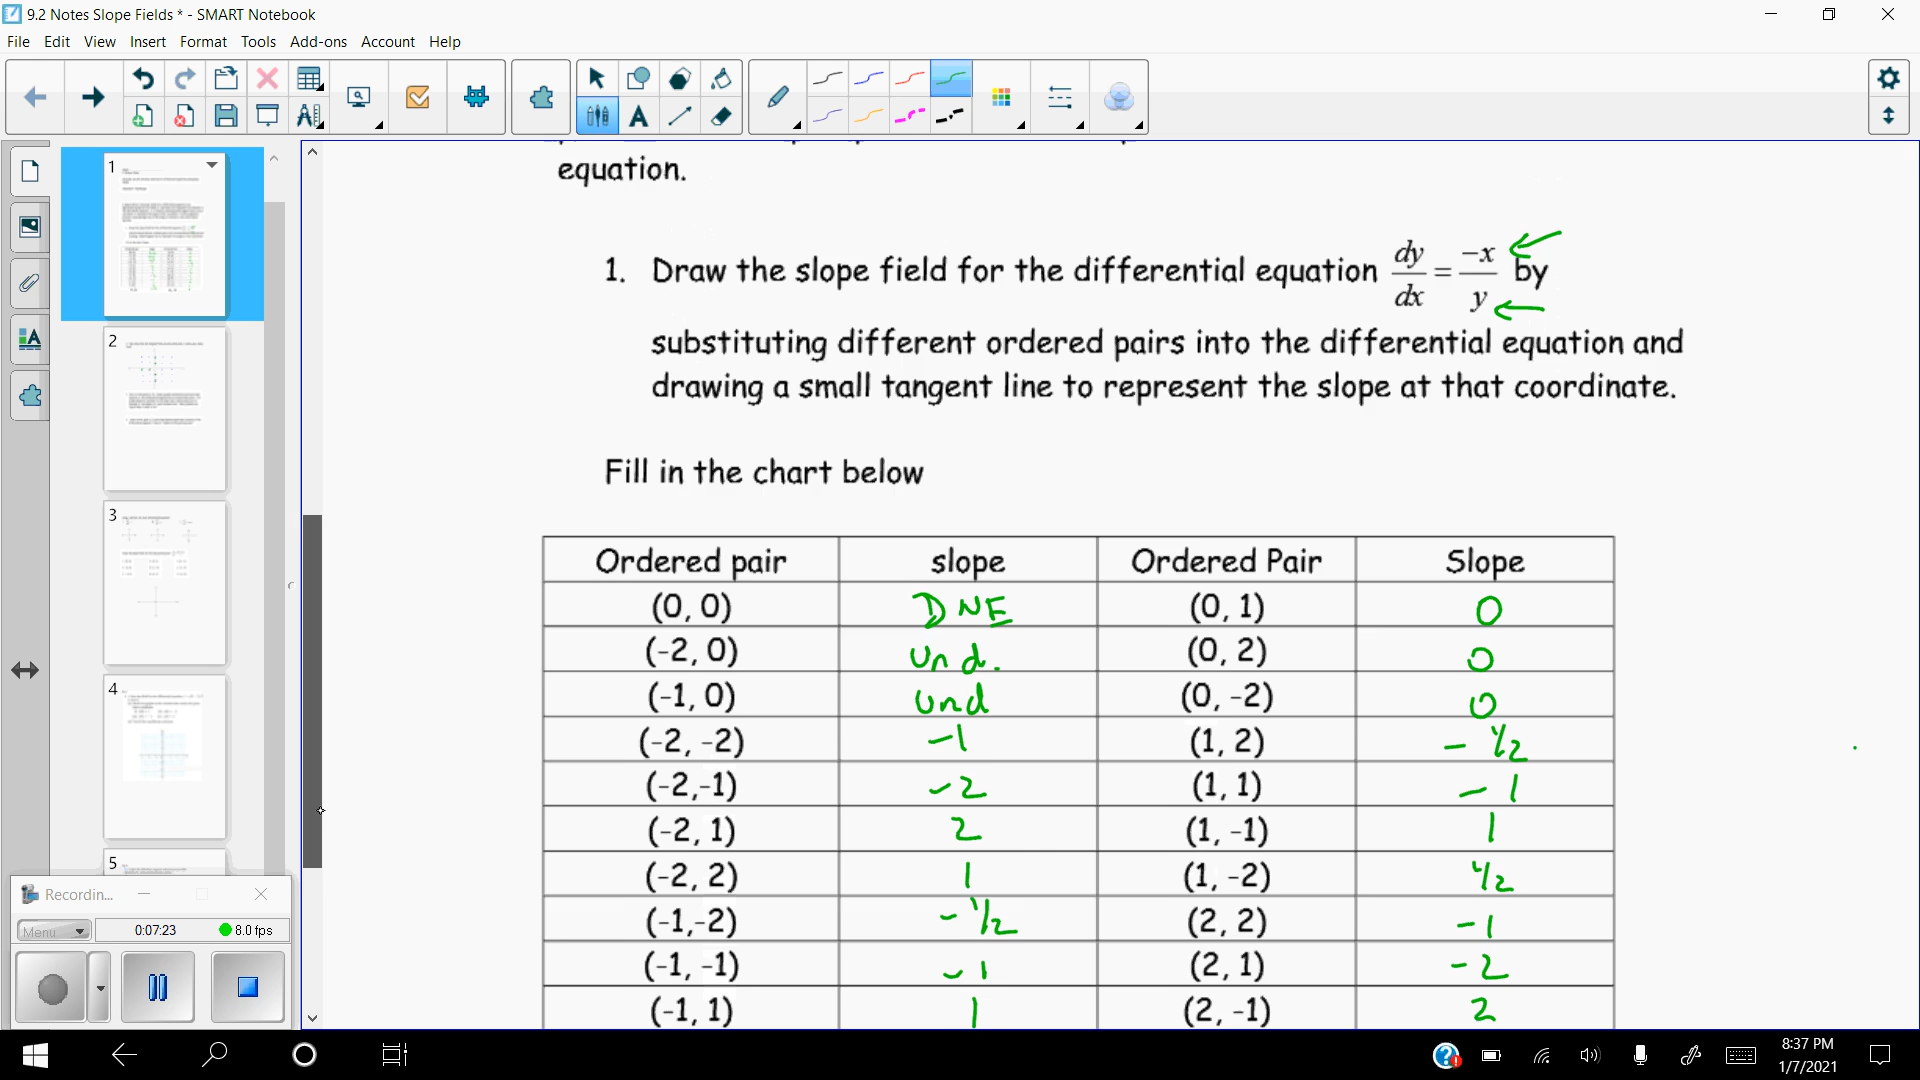 9.2 Notes Slope Fields * - SMART Notebook
File Edit View Insert Format Tools Add-ons Account Help
1
2
3
4
5
equation.
1. Draw the slope field for the differential equation dy/dx = -x/y by
substituting different ordered pairs into the differential equation and
drawing a small tangent line to represent the slope at that coordinate.
Fill in the chart below
Ordered pair slope Ordered Pair Slope
(0, 0) DNE (0, 1) 0
(-2, 0) Und. (0, 2) 0
(-1, 0) Und (0, -2) 0
(-2, -2) -1 (1, 2) - 1/2
(-2,-1) -2 (1, 1) - 1
(-2, 1) 2 (1, -1) 1
(-2, 2) 1 (1, -2) 1/2
(-1,-2) - 1/2 (2, 2) -1
(-1, -1) -1 (2, 1) -2
(-1, 1) 1 (2, -1) 2
Recordin...
Menu 0:07:23 8.0 fps
8:37 PM
1/7/2021